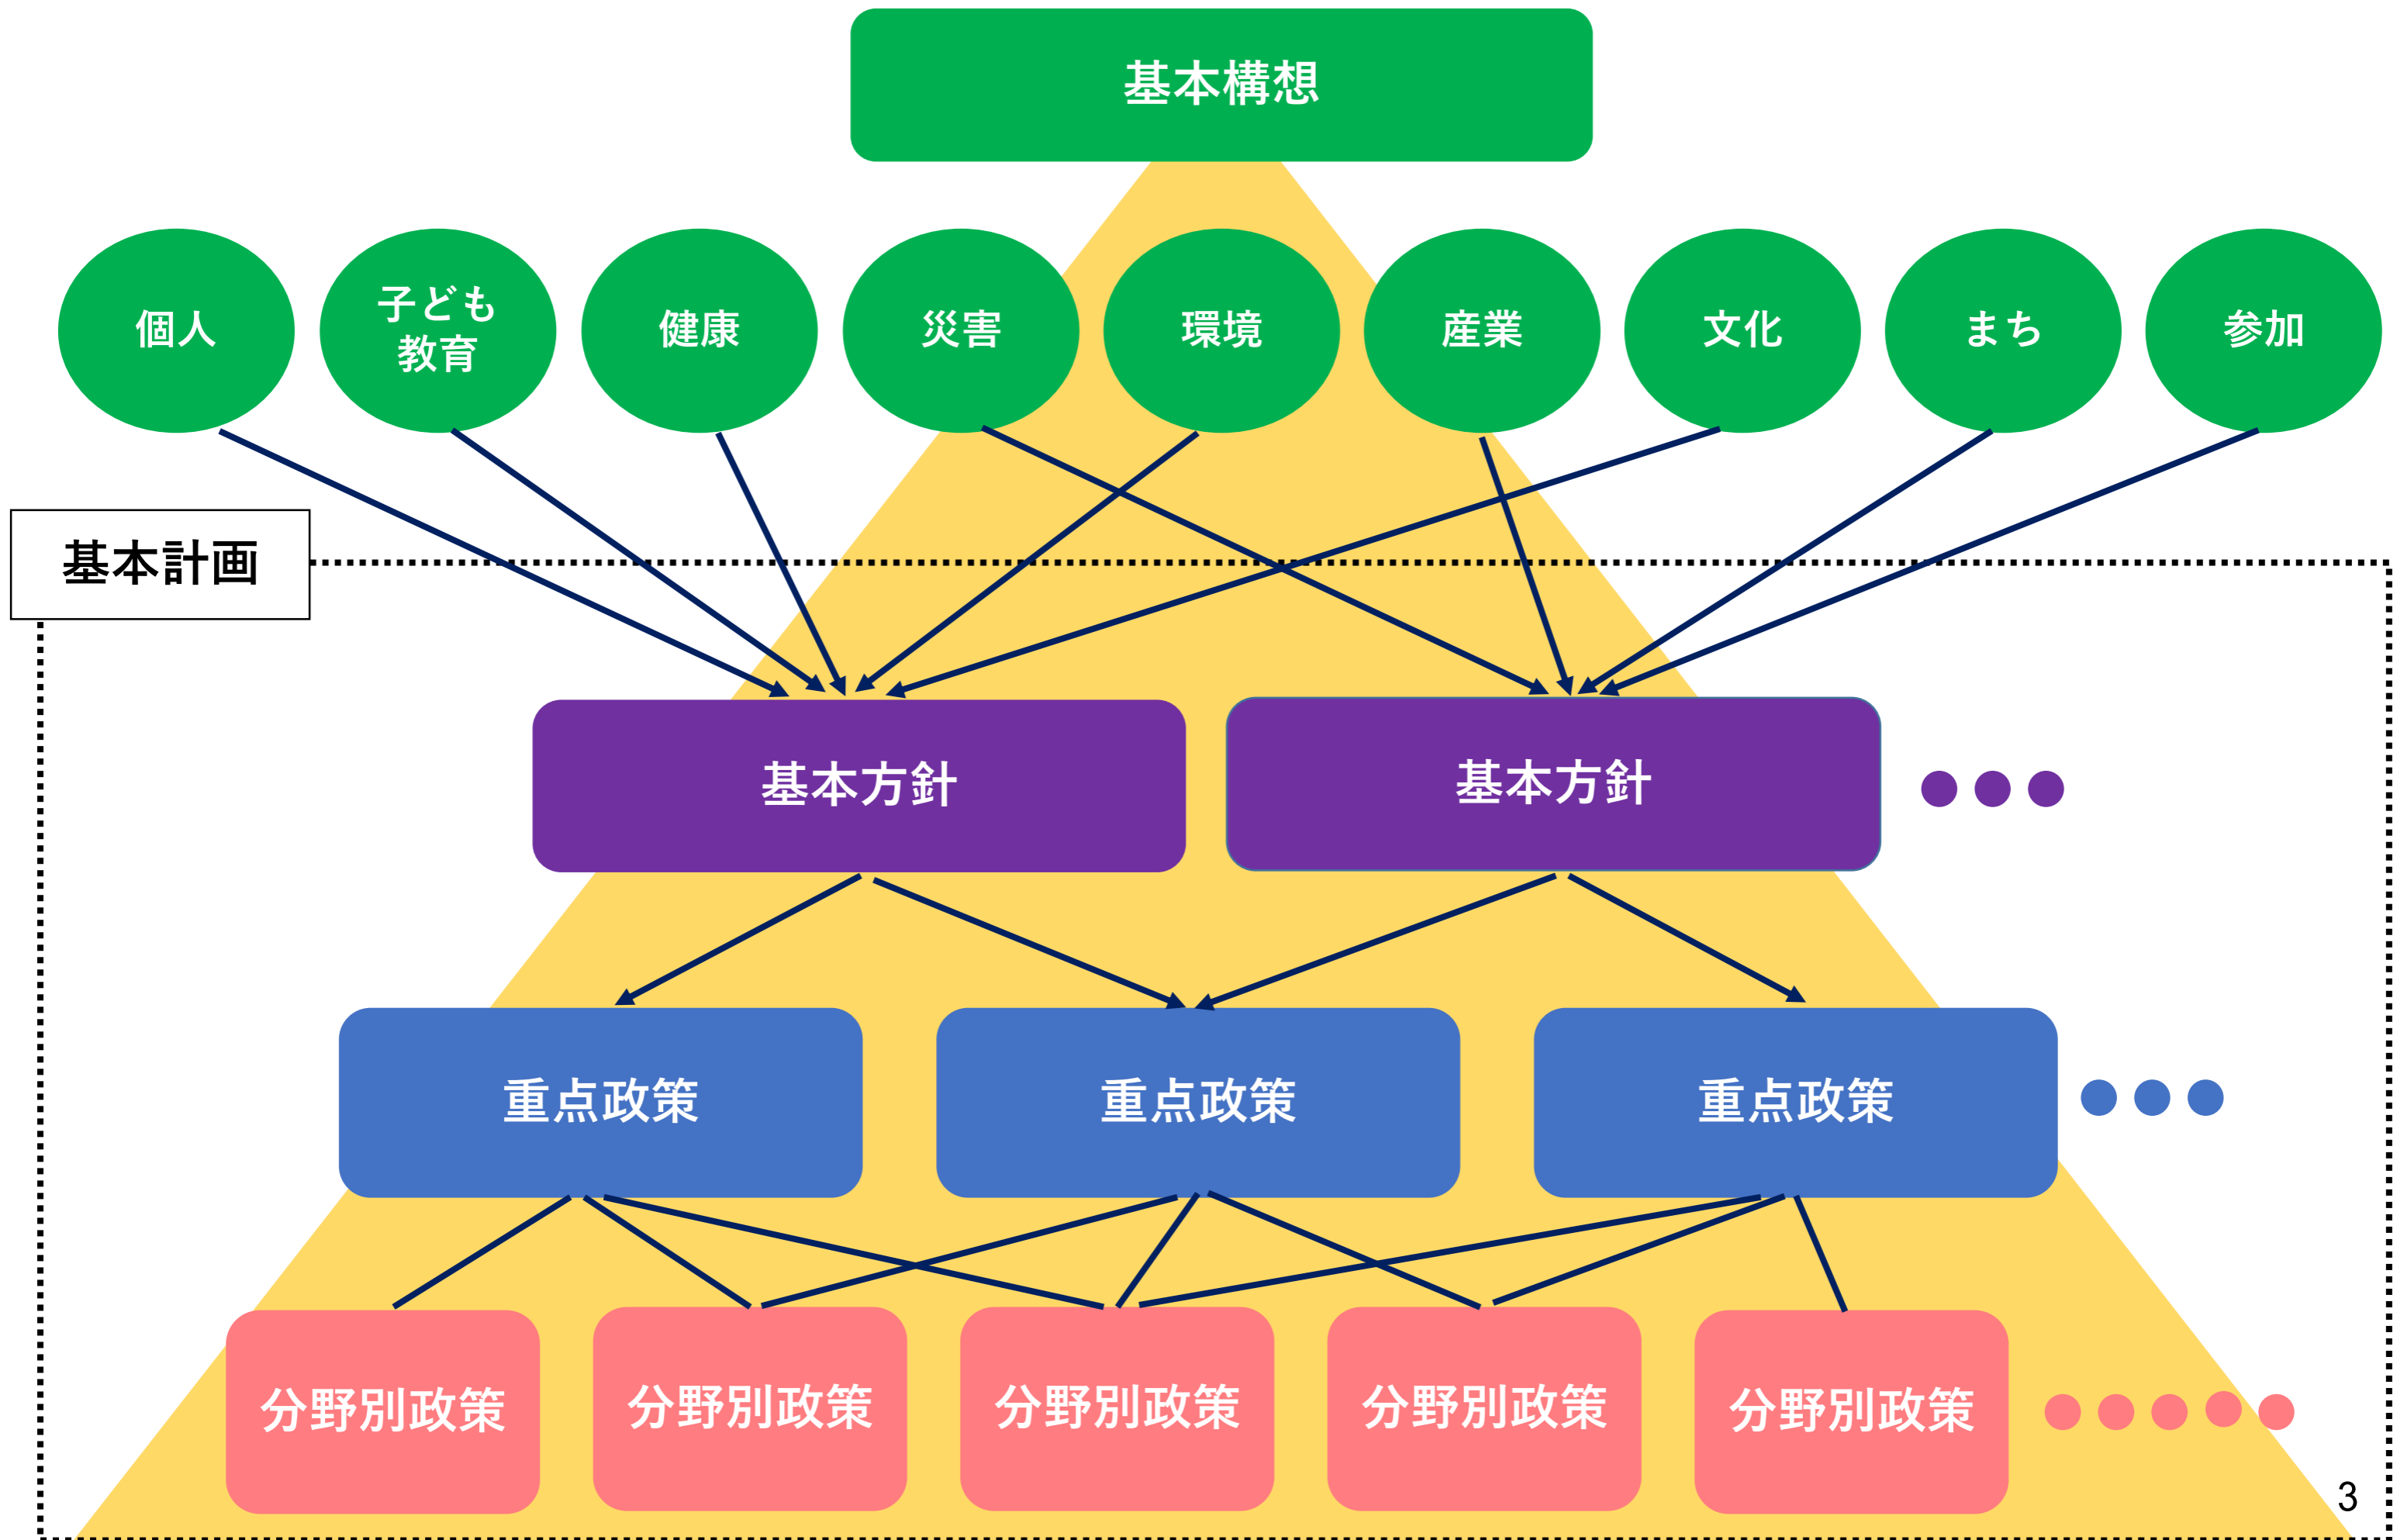 基本構想
個人
子ども
教育
健康
災害
環境
産業
文化
まち
参加
基本計画
基本方針
基本方針
重点政策
重点政策
重点政策
分野別政策
分野別政策
分野別政策
分野別政策
分野別政策
3